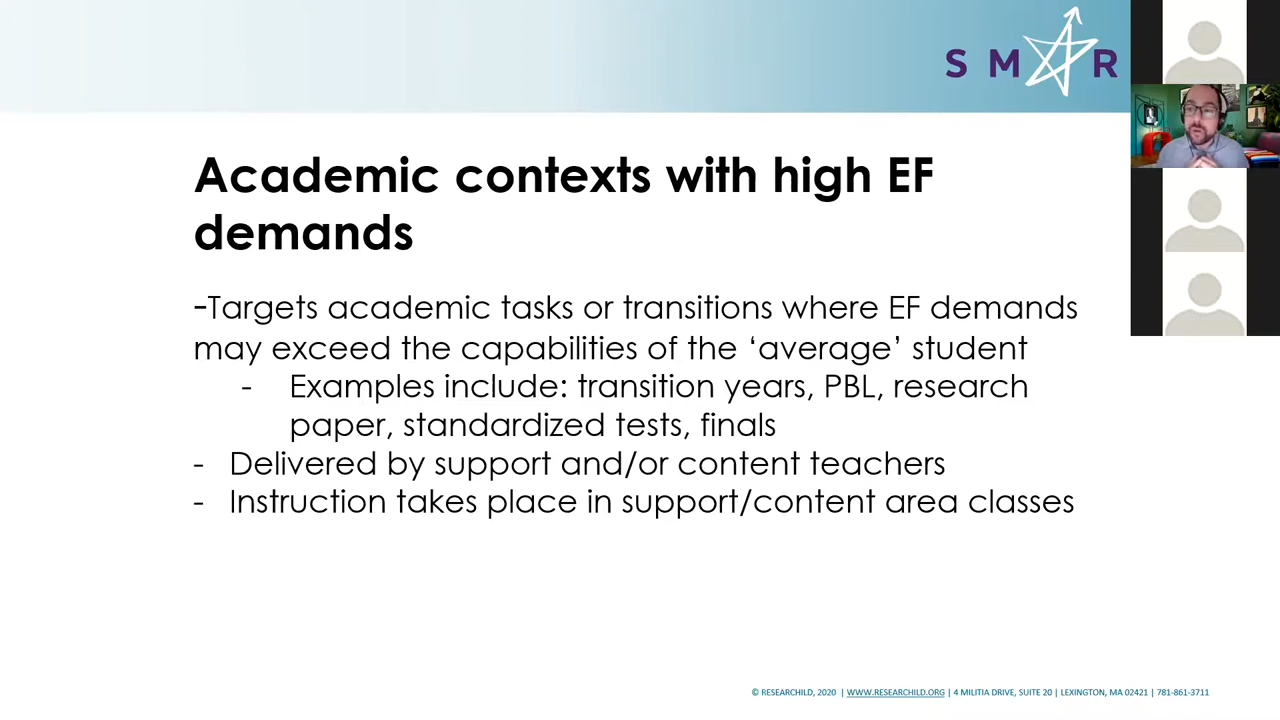 S M R
Academic contexts with high EF
demands
-Targets academic tasks or transitions where EF demands
may exceed the capabilities of the ‘average’ student
- Examples include: transition years, PBL, research
paper, standardized tests, finals
- Delivered by support and/or content teachers
- Instruction takes place in support/content area classes
© RESEARCHILD, 2020 | WWW.RESEARCHILD.ORG | 4 MILITIA DRIVE, SUITE 20 | LEXINGTON, MA 02421 | 781-861-3711